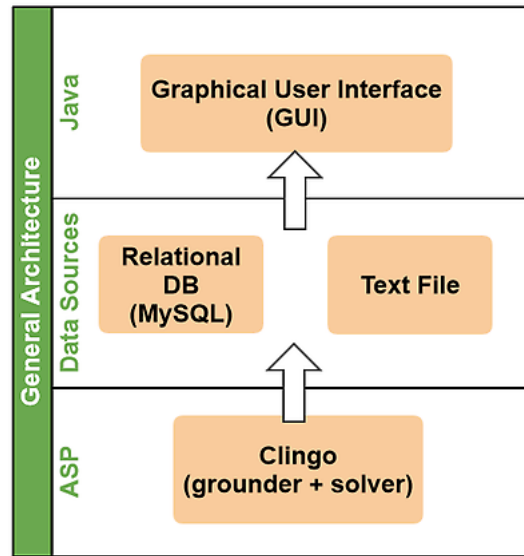 General Architecture
Java
Graphical User Interface
(GUI)
Data Sources
Relational
DB
(MySQL)
Text File
ASP
Clingo
(grounder + solver)